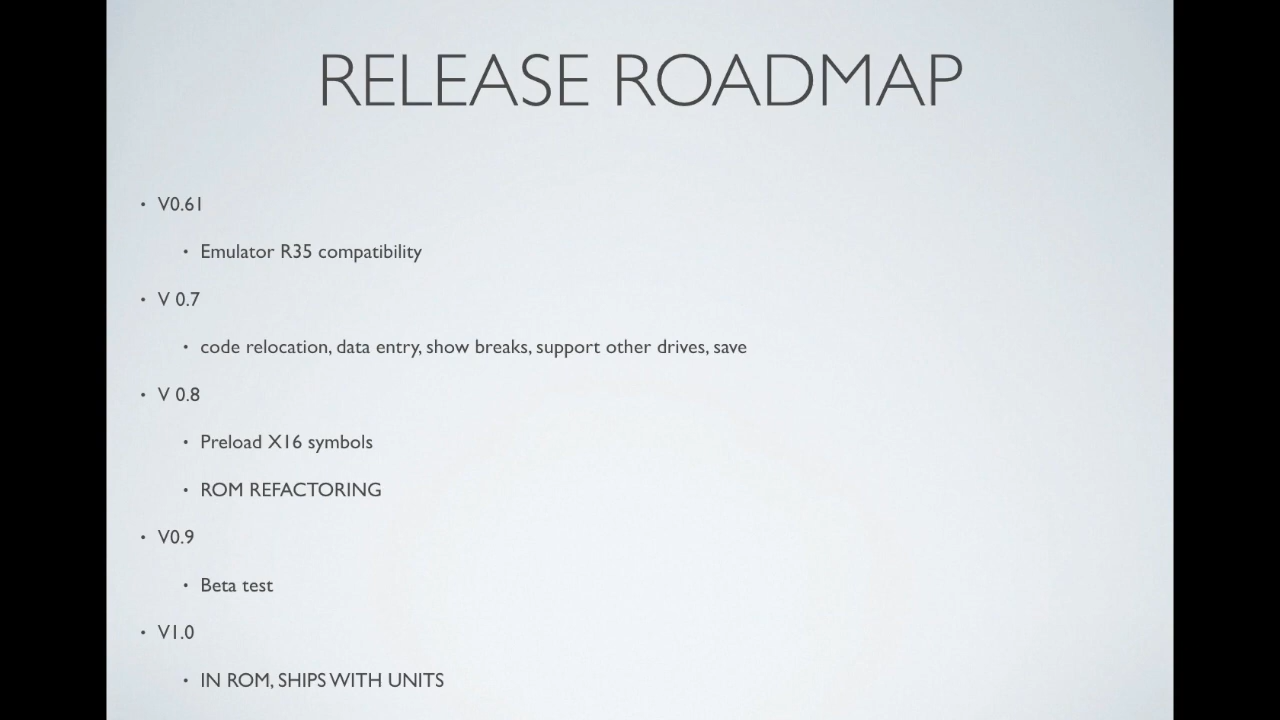 RELEASE ROADMAP
• V0.61
• Emulator R35 compatibility
• V 0.7
• code relocation, data entry, show breaks, support other drives, save
• V 0.8
• Preload X16 symbols
• ROM REFACTORING
• V0.9
• Beta test
• V1.0
• IN ROM, SHIPS WITH UNITS